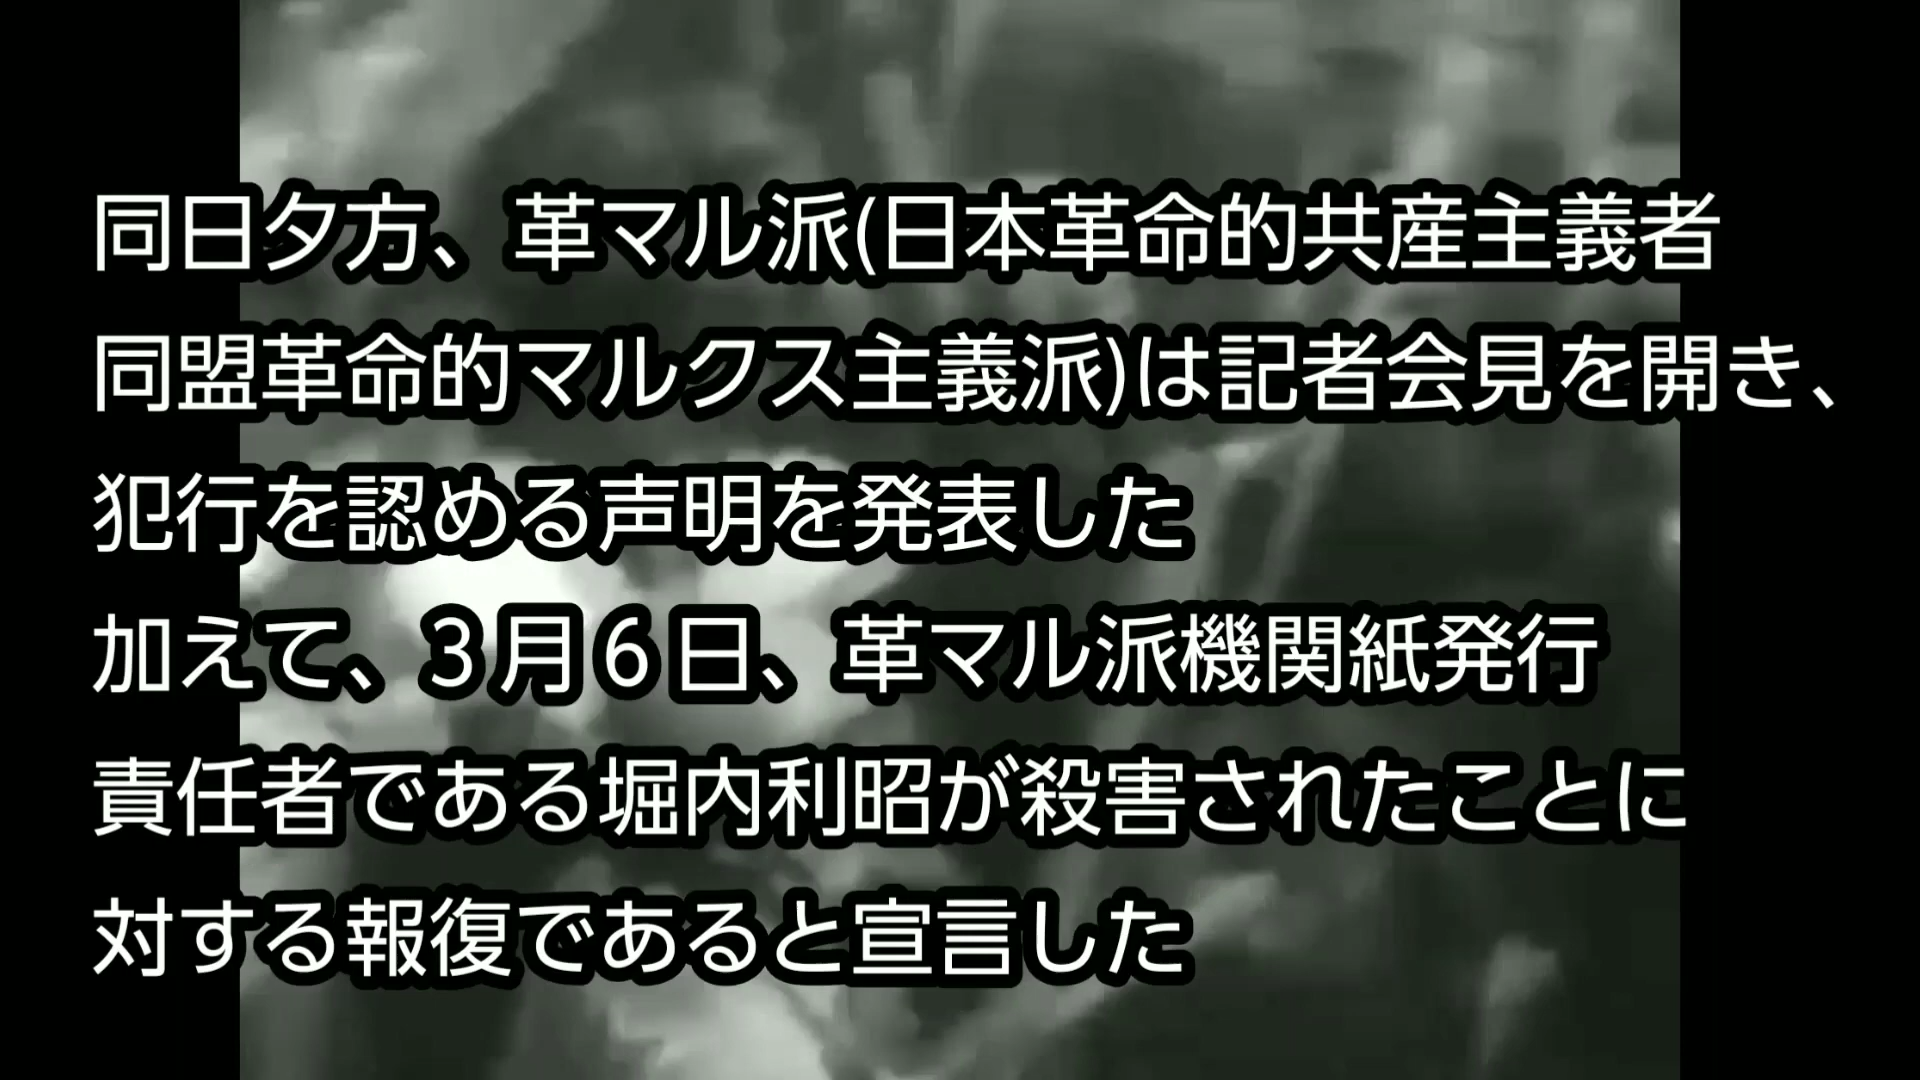 同日夕方、革マル派(日本革命的共産主義者
同盟革命的マルクス主義派)は記者会見を開き、
犯行を認める声明を発表した
加えて、3月6日、革マル派機関紙発行
責任者である堀内利昭が殺害されたことに
対する報復であると宣言した